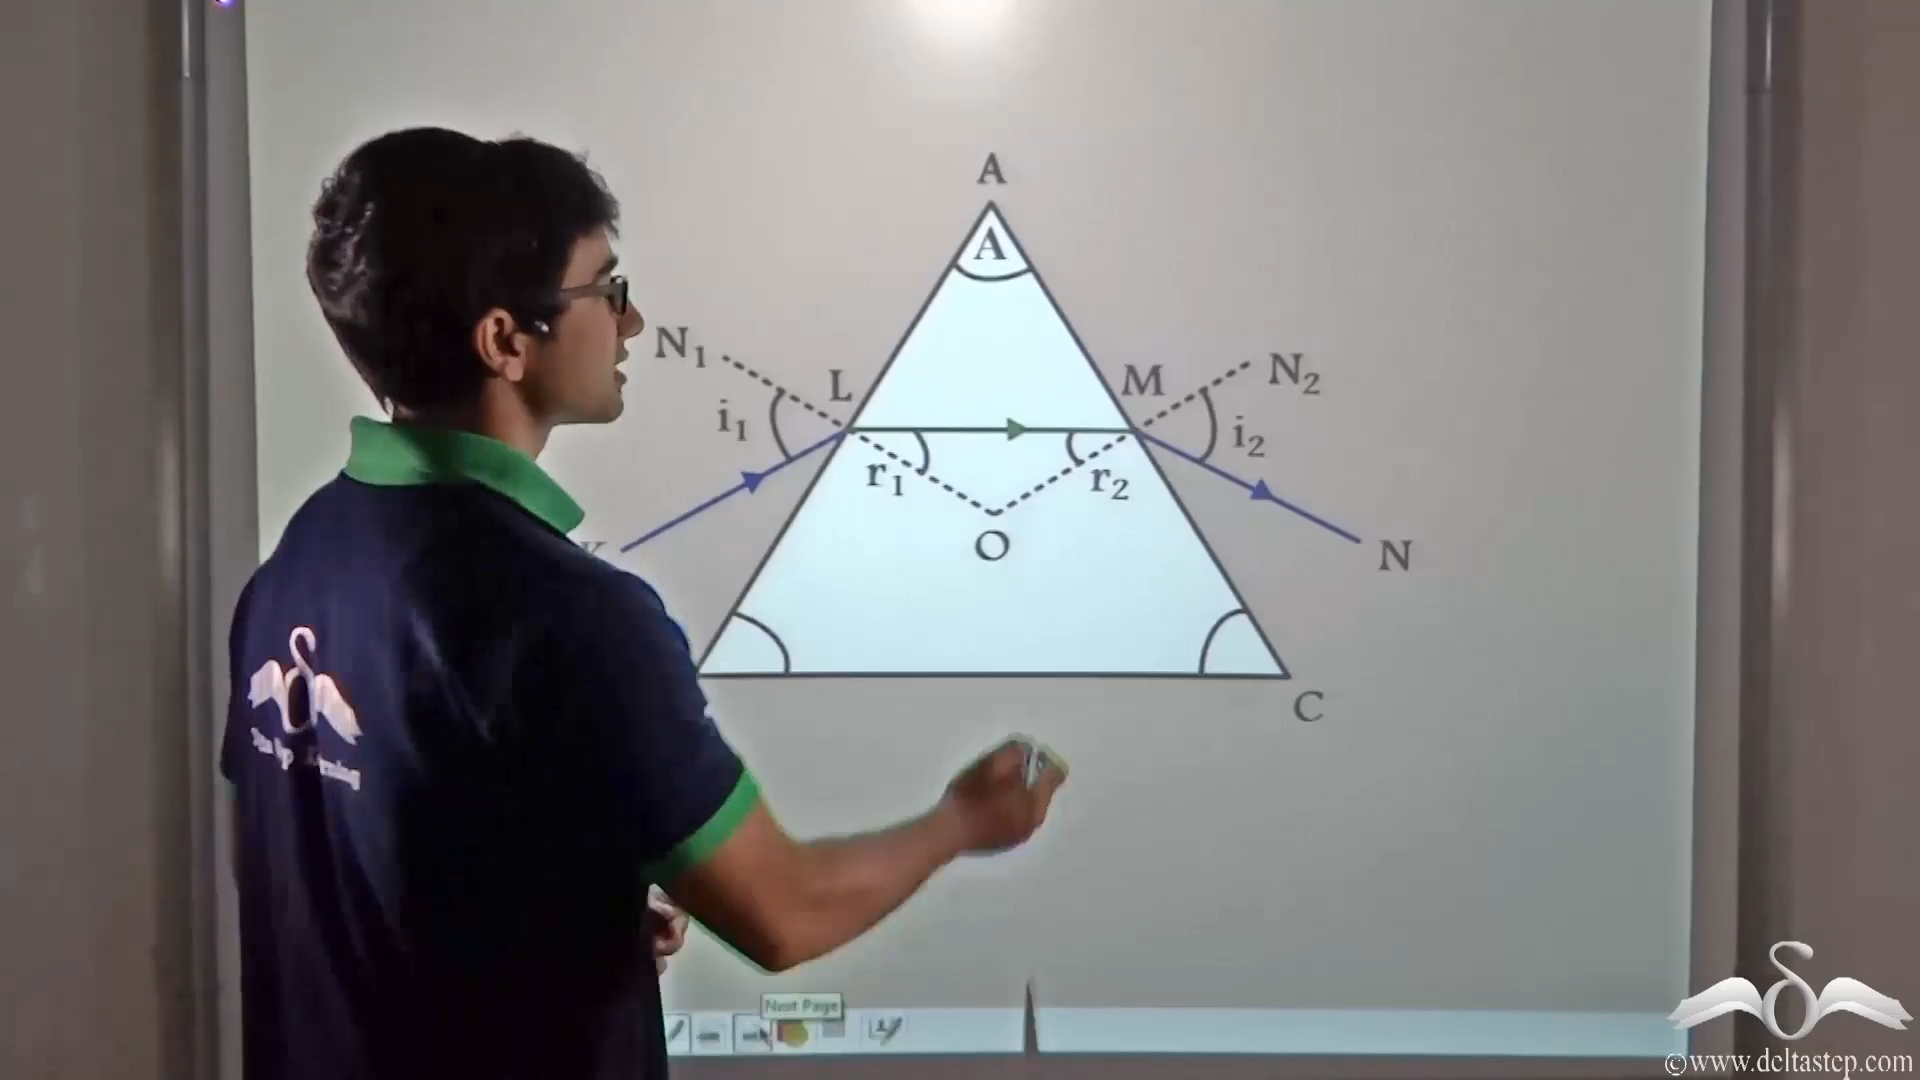 A
A
N₁
L
M
N₂
i₁
i₂
r₁
r₂
O
K
N
C
Next Page
©www.deltastep.com